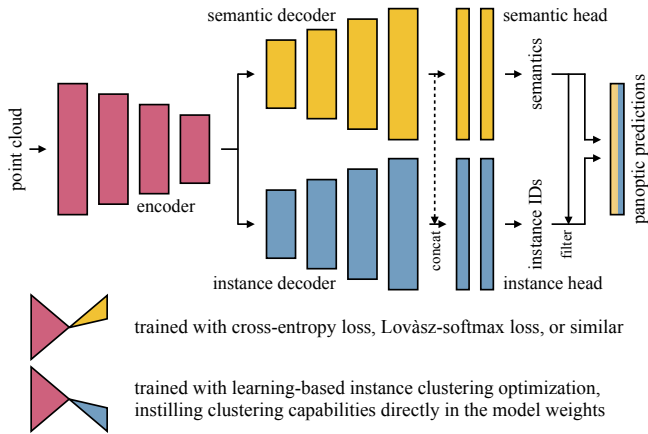 semantic decoder
semantic head
point cloud
encoder
semantics
panoptic predictions
concat
instance IDs
filter
instance decoder
instance head
trained with cross-entropy loss, Lovàsz-softmax loss, or similar
trained with learning-based instance clustering optimization,
instilling clustering capabilities directly in the model weights